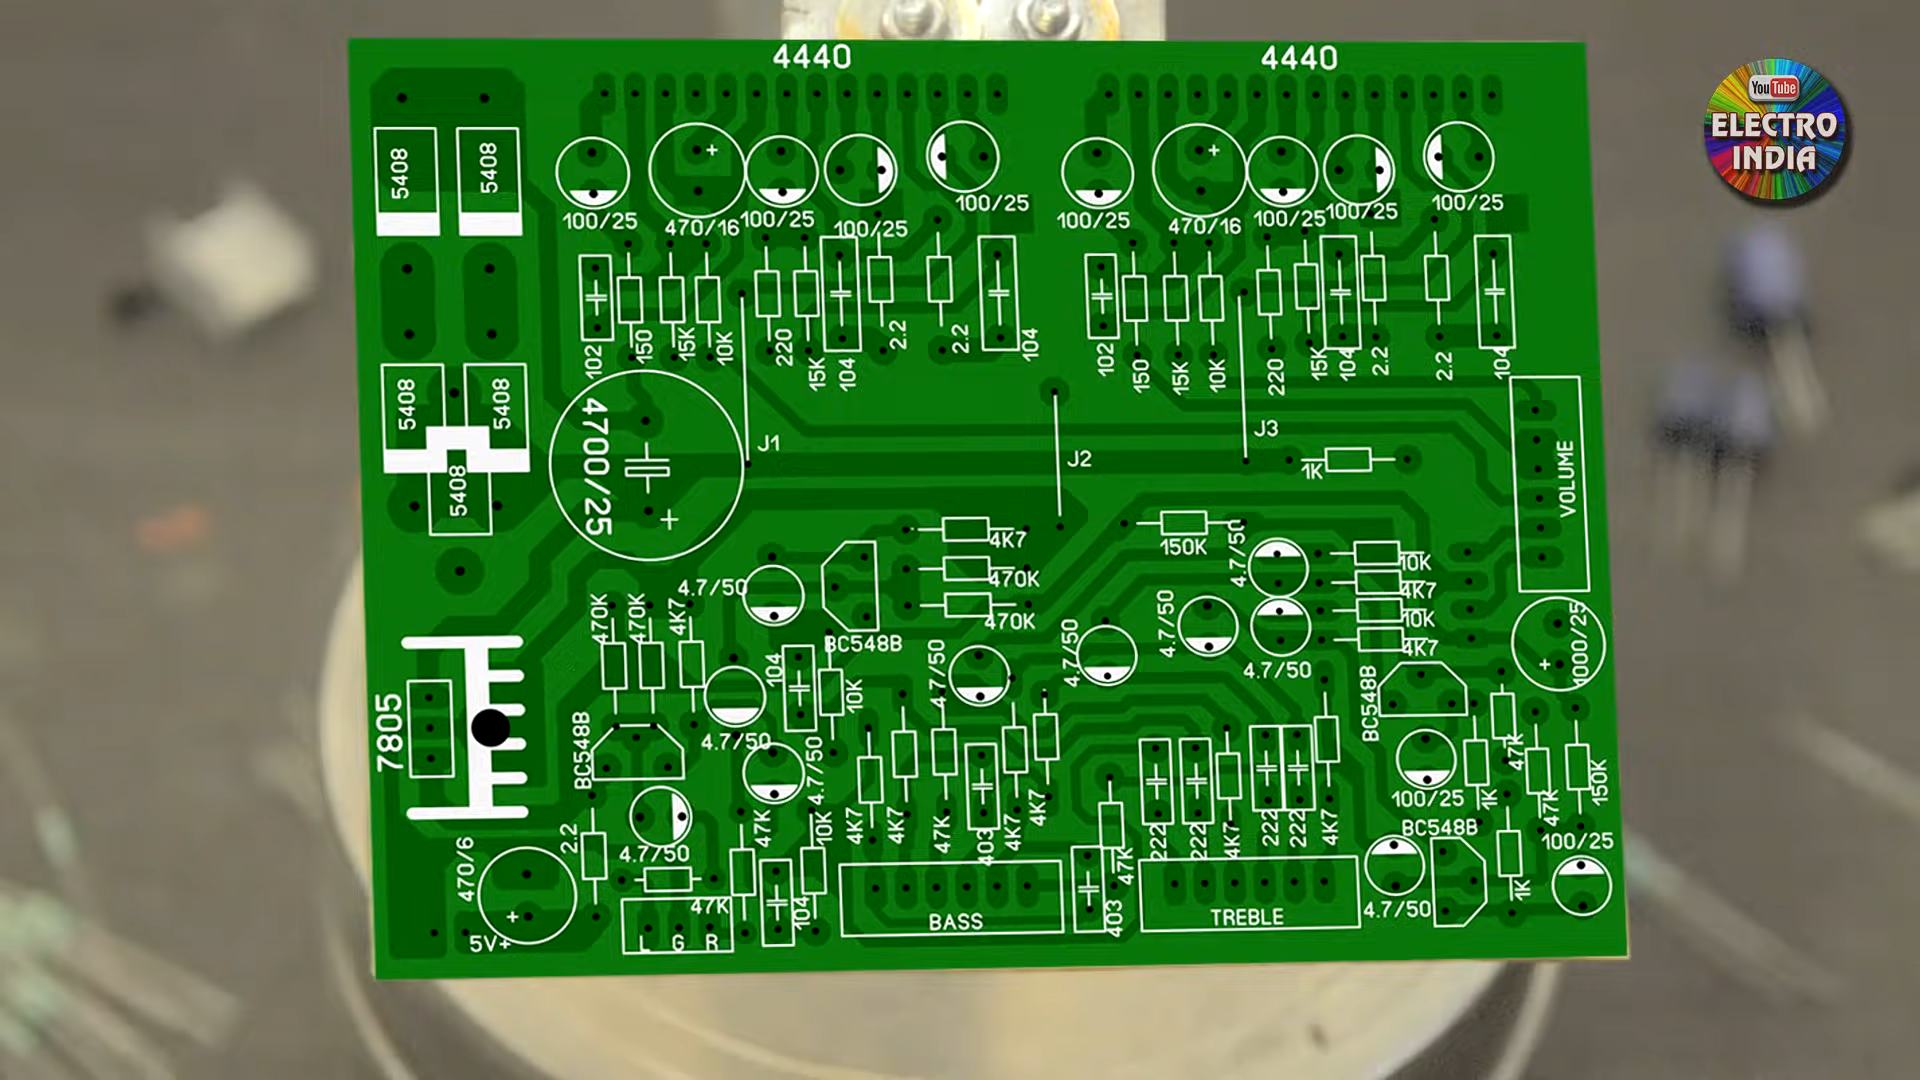 4440
4440
You Tube
ELECTRO
INDIA
5408
5408
100/25
470/16
100/25
100/25
100/25
100/25
470/16
100/25
100/25
100/25
102
150
15K
10K
220
15K
104
2.2
2.2
104
102
150
15K
10K
220
15K
104
2.2
2.2
104
5408
5408
5408
4700/25
J1
J2
J3
1K
VOLUME
4K7
470K
470K
150K
4.7/50
10K
4K7
10K
4K7
4.7/50
BC548B
470K
470K
4K7
104
10K
4.7/50
4.7/50
4.7/50
4.7/50
1000/25
BC548B
7805
BC548B
4.7/50
4.7/50
4K7
4K7
47K
403
4K7
4K7
47K
222
222
4K7
222
222
4K7
100/25
1K
47K
47K
150K
BC548B
100/25
1K
470/6
2.2
4.7/50
47K
10K
47K
104
403
5V+
L G R
BASS
TREBLE
4.7/50